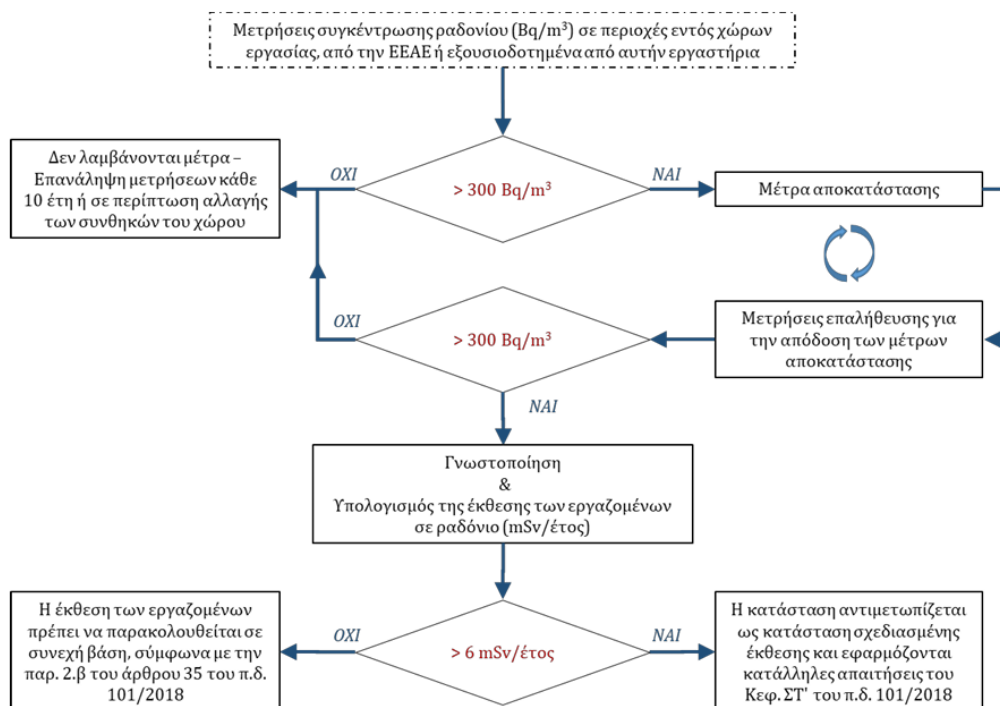 Μετρήσεις συγκέντρωσης ραδονίου (Bq/m³) σε περιοχές εντός χώρων
εργασίας, από την ΕΕΑΕ ή εξουσιοδοτημένα από αυτήν εργαστήρια
Δεν λαμβάνονται μέτρα –
Επανάληψη μετρήσεων κάθε
10 έτη ή σε περίπτωση αλλαγής
των συνθηκών του χώρου
ΟΧΙ
> 300 Bq/m³
ΝΑΙ
Μέτρα αποκατάστασης
ΟΧΙ
> 300 Bq/m³
Μετρήσεις επαλήθευσης για
την απόδοση των μέτρων
αποκατάστασης
ΝΑΙ
Γνωστοποίηση
&
Υπολογισμός της έκθεσης των εργαζομένων
σε ραδόνιο (mSv/έτος)
Η έκθεση των εργαζομένων
πρέπει να παρακολουθείται σε
συνεχή βάση, σύμφωνα με την
παρ. 2.β του άρθρου 35 του π.δ.
101/2018
ΟΧΙ
> 6 mSv/έτος
ΝΑΙ
Η κατάσταση αντιμετωπίζεται
ως κατάσταση σχεδιασμένης
έκθεσης και εφαρμόζονται
κατάλληλες απαιτήσεις του
Κεφ. ΣΤ' του π.δ. 101/2018